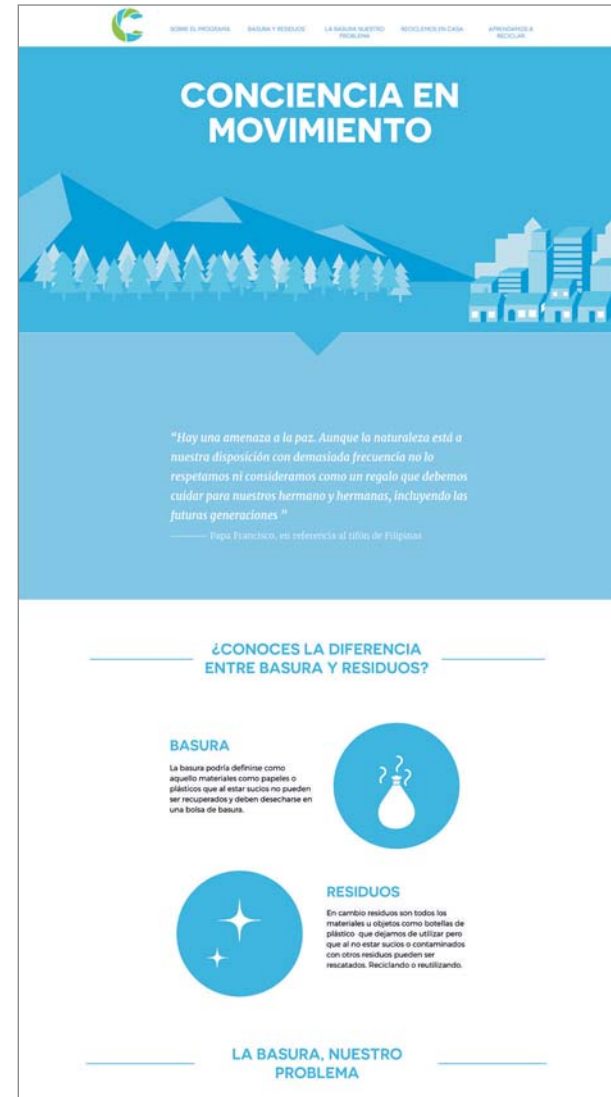 SOBRE EL PROGRAMA
BASURA Y RESIDUOS
LA BASURA NUESTRO
PROBLEMA
RECICLEMOS EN CASA
APRENDAMOS A
RECICLAR
CONCIENCIA EN
MOVIMIENTO
“Hay una amenaza a la paz. Aunque la naturaleza está a
nuestra disposición con demasiada frecuencia no lo
respetamos ni consideramos como un regalo que debemos
cuidar para nuestros hermano y hermanas, incluyendo las
futuras generaciones ”
Papa Francisco, en referencia al tifón de Filipinas
¿CONOCES LA DIFERENCIA
ENTRE BASURA Y RESIDUOS?
BASURA
La basura podría definirse como
aquello materiales como papeles o
plásticos que al estar sucios no pueden
ser recuperados y deben desecharse en
una bolsa de basura.
RESIDUOS
En cambio residuos son todos los
materiales u objetos como botellas de
plástico que dejamos de utilizar pero
que al no estar sucios o contaminados
con otros residuos pueden ser
rescatados. Reciclando o reutilizando.
LA BASURA, NUESTRO
PROBLEMA